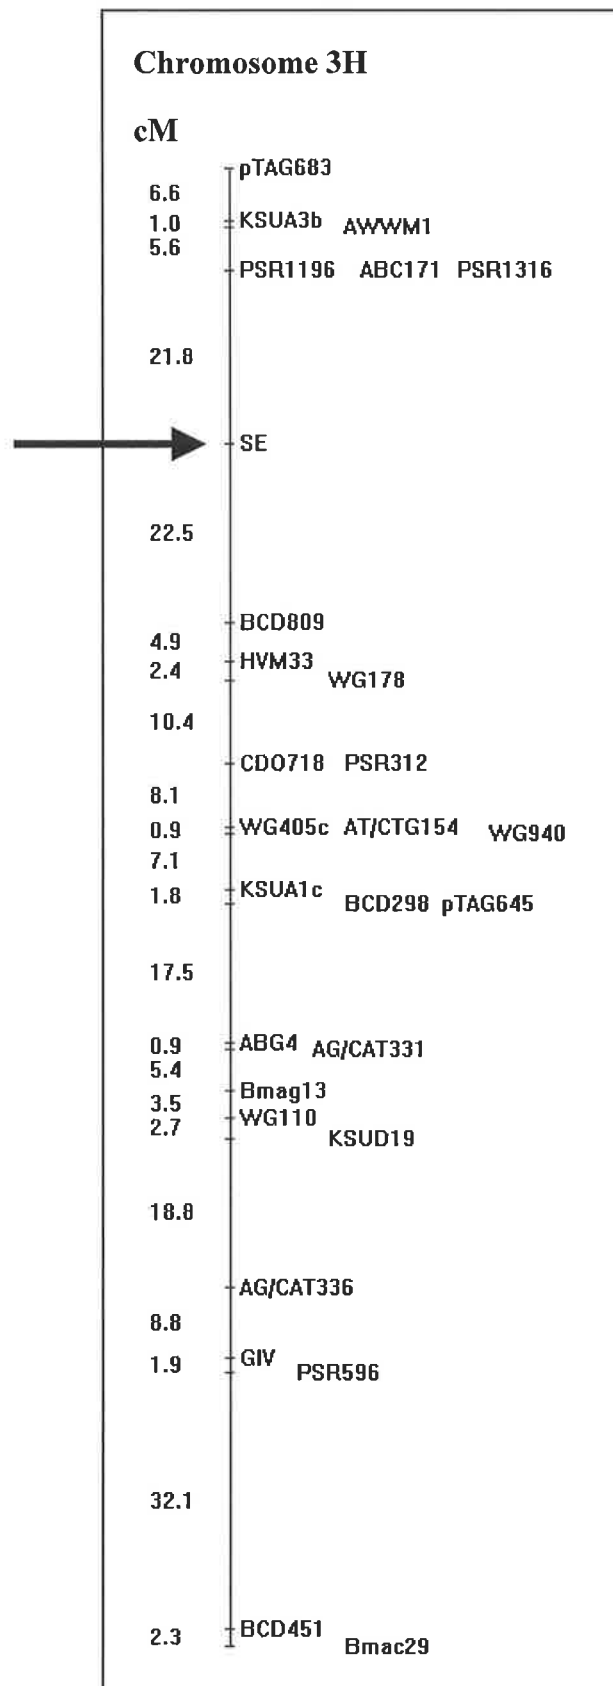 Chromosome 3H
cM
pTAG683
6.6
1.0 KSUA3b AWWM1
5.6
PSR1196 ABC171 PSR1316
21.8
SE
22.5
BCD809
4.9
HVM33
2.4 WG178
10.4
CDO718 PSR312
8.1
0.9 WG405c AT/CTG154 WG940
7.1
1.8 KSUA1c BCD298 pTAG645
17.5
0.9 ABG4 AG/CAT331
5.4
Bmag13
3.5
WG110
2.7 KSUD19
18.8
AG/CAT336
8.8
GIV
1.9 PSR596
32.1
BCD451
2.3 Bmac29